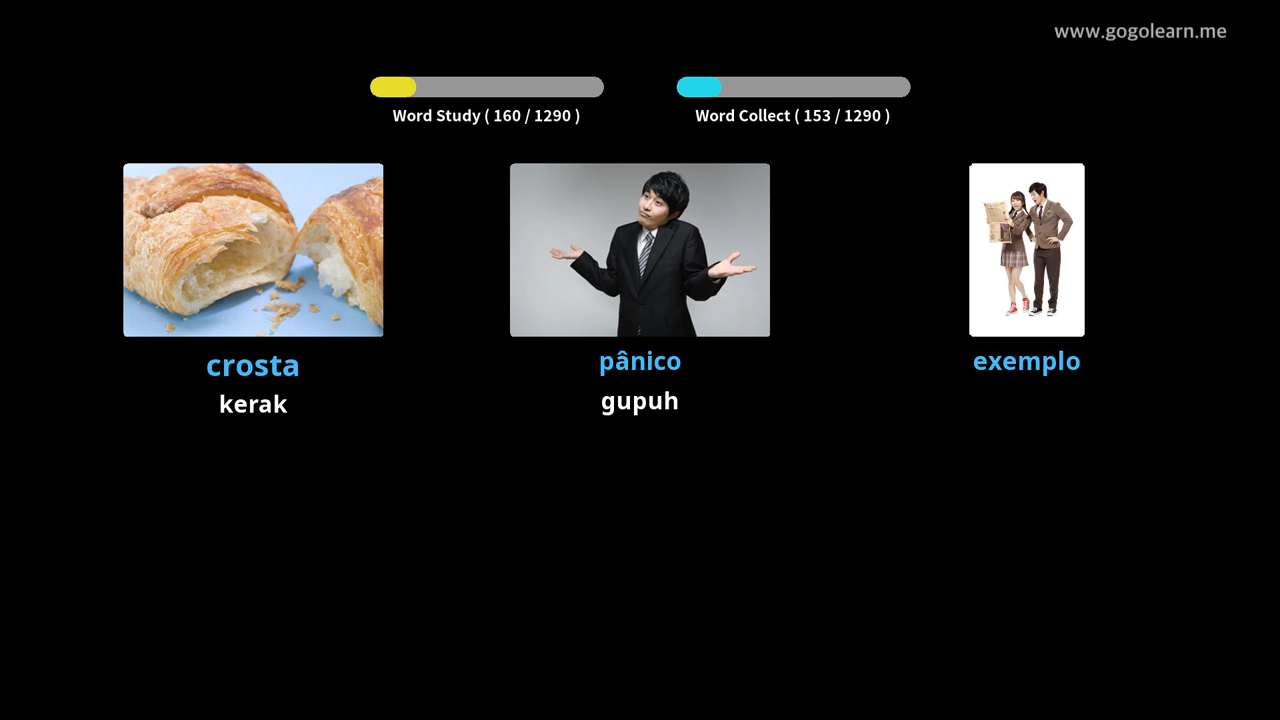 www.gogolearn.me
Word Study ( 160 / 1290 )
Word Collect ( 153 / 1290 )
crosta
kerak
pânico
gupuh
exemplo